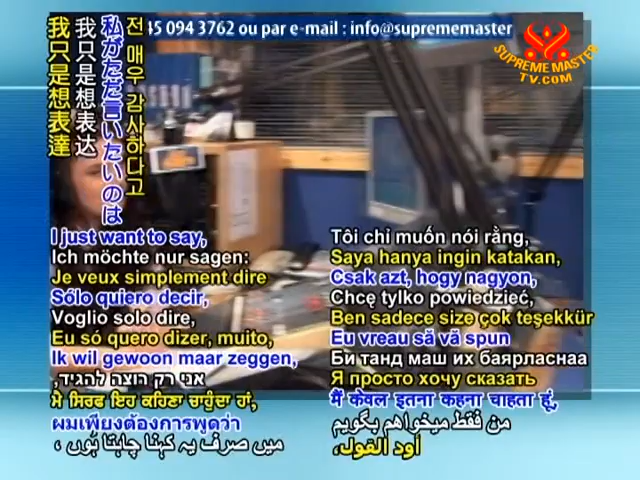 45 094 3762 ou par e-mail : info@suprememaster
SUPREME MASTER
TV.COM
전 매우 감사하다고
私がただ言いたいのは
我只是想表达
我只是想表達
I just want to say,
Ich möchte nur sagen:
Je veux simplement dire
Sólo quiero decir,
Voglio solo dire,
Eu só quero dizer, muito,
Ik wil gewoon maar zeggen,
אני רק רוצה להגיד,
ਮੈ ਸਿਰਫ ਇਹ ਕਹਿਣਾ ਚਾਹੁੰਦਾ ਹਾਂ,
ผมเพียงต้องการพูดว่า
میں صرف یہ کہنا چاہتا ہوں ،
Tôi chỉ muốn nói rằng,
Saya hanya ingin katakan,
Csak azt, hogy nagyon,
Chcę tylko powiedzieć,
Ben sadece size çok teşekkür
Eu vreau să vă spun
Би танд маш их баярласнаа
Я просто хочу сказать
मैं केवल इतना कहना चाहता हूं,
من فقط میخواهم بگویم
أود القول،